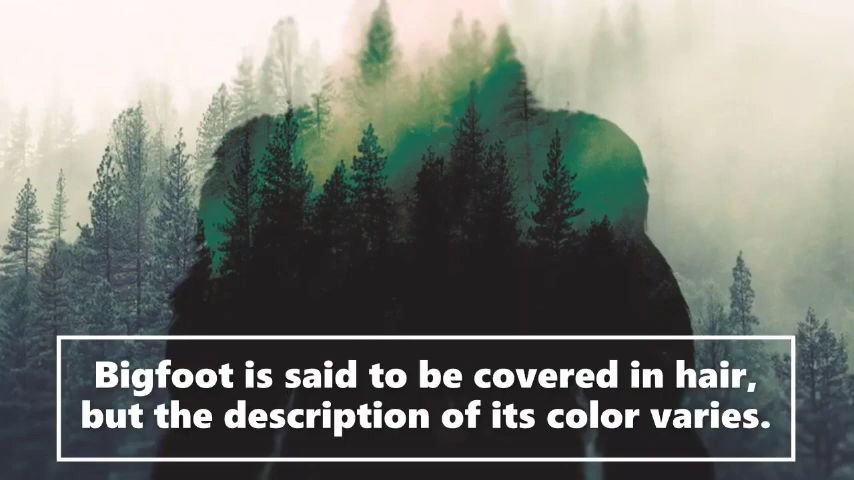 Bigfoot is said to be covered in hair,
but the description of its color varies.